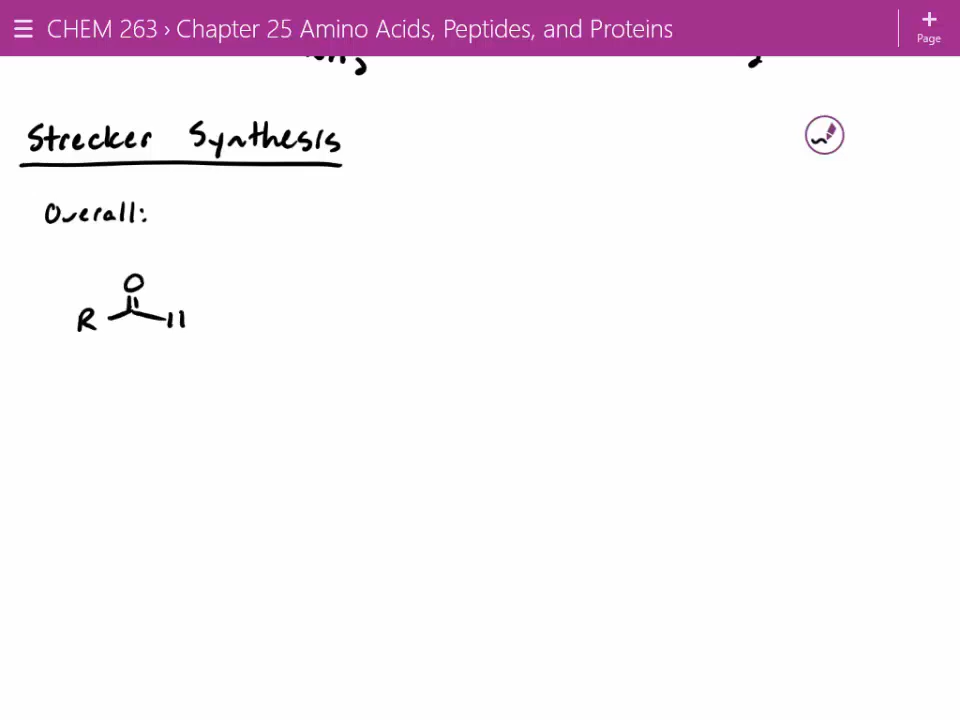 ☰ CHEM 263 › Chapter 25 Amino Acids, Peptides, and Proteins
+
Page
Strecker Synthesis
Overall:
O
R